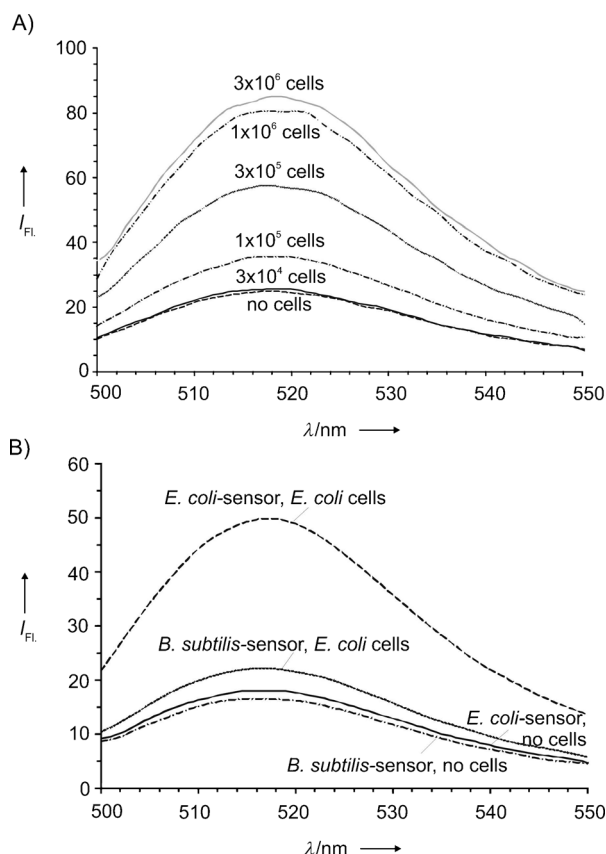 A)
100
80
60
40
20
0
I Fl.
3x10⁶ cells
1x10⁶ cells
3x10⁵ cells
1x10⁵ cells
3x10⁴ cells
no cells
500 510 520 530 540 550
λ/nm
B)
60
50
40
30
20
10
0
I Fl.
E. coli-sensor, E. coli cells
B. subtilis-sensor, E. coli cells
E. coli-sensor,
no cells
B. subtilis-sensor, no cells
500 510 520 530 540 550
λ/nm